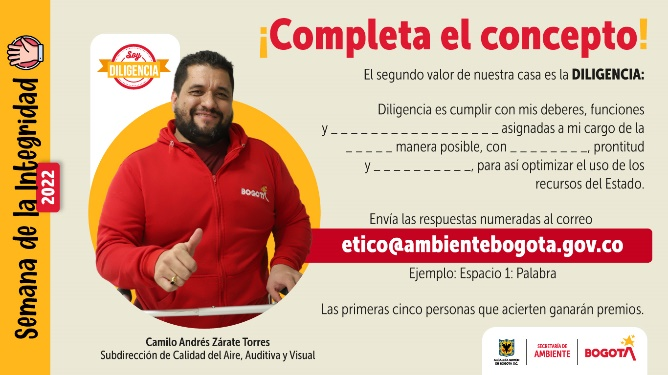 Semana de la Integridad
2022
Soy
DILIGENCIA
¡Completa el concepto!
El segundo valor de nuestra casa es la DILIGENCIA:
Diligencia es cumplir con mis deberes, funciones
y _ _ _ _ _ _ _ _ _ _ _ _ _ _ _ _ _ asignadas a mi cargo de la
_ _ _ _ _ manera posible, con _ _ _ _ _ _ _ _, prontitud
y _ _ _ _ _ _ _ _ _ _, para así optimizar el uso de los
recursos del Estado.
Envía las respuestas numeradas al correo
etico@ambientebogota.gov.co
Ejemplo: Espacio 1: Palabra
Las primeras cinco personas que acierten ganarán premios.
BOGOTÁ
Camilo Andrés Zárate Torres
Subdirección de Calidad del Aire, Auditiva y Visual
ALCALDÍA MAYOR
DE BOGOTÁ D.C.
SECRETARÍA DE
AMBIENTE
BOGOTÁ